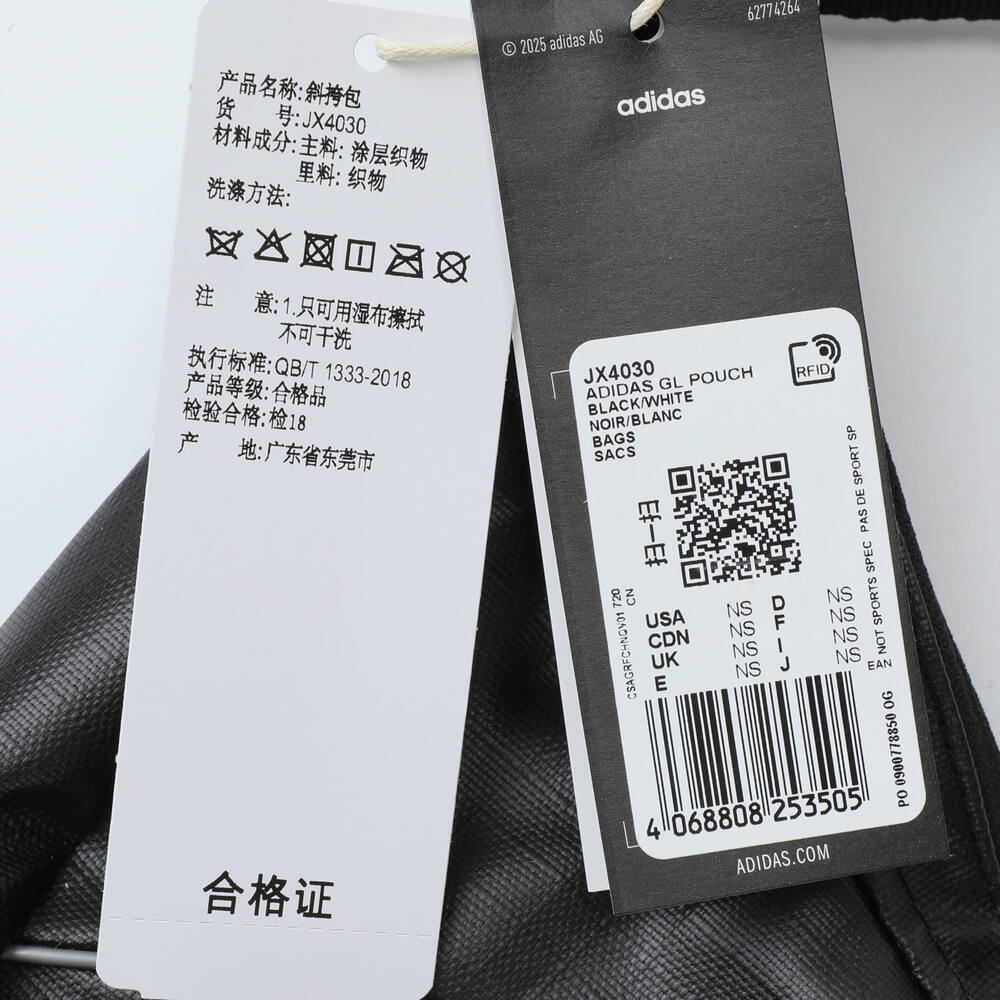 产品名称:斜挎包
货 号:JX4030
材料成分:主料: 涂层织物
里料: 织物
洗涤方法:
注 意:1.只可用湿布擦拭
不可干洗
执行标准:QB/T 1333-2018
产品等级:合格品
检验合格:检18
产 地:广东省东莞市
合格证
© 2025 adidas AG
62774264
adidas
JX4030
ADIDAS GL POUCH
BLACK/WHITE
NOIR/BLANC
BAGS
SACS
RFID
扫一扫
CSAGRFCHNQV01 720
CN
USA NS D NS
CDN NS F NS
UK NS I NS
E NS J NS
EAN NOT SPORTS SPEC PAS DE SPORT SP
PO 0900778850 OG
4 068808 253505
ADIDAS.COM